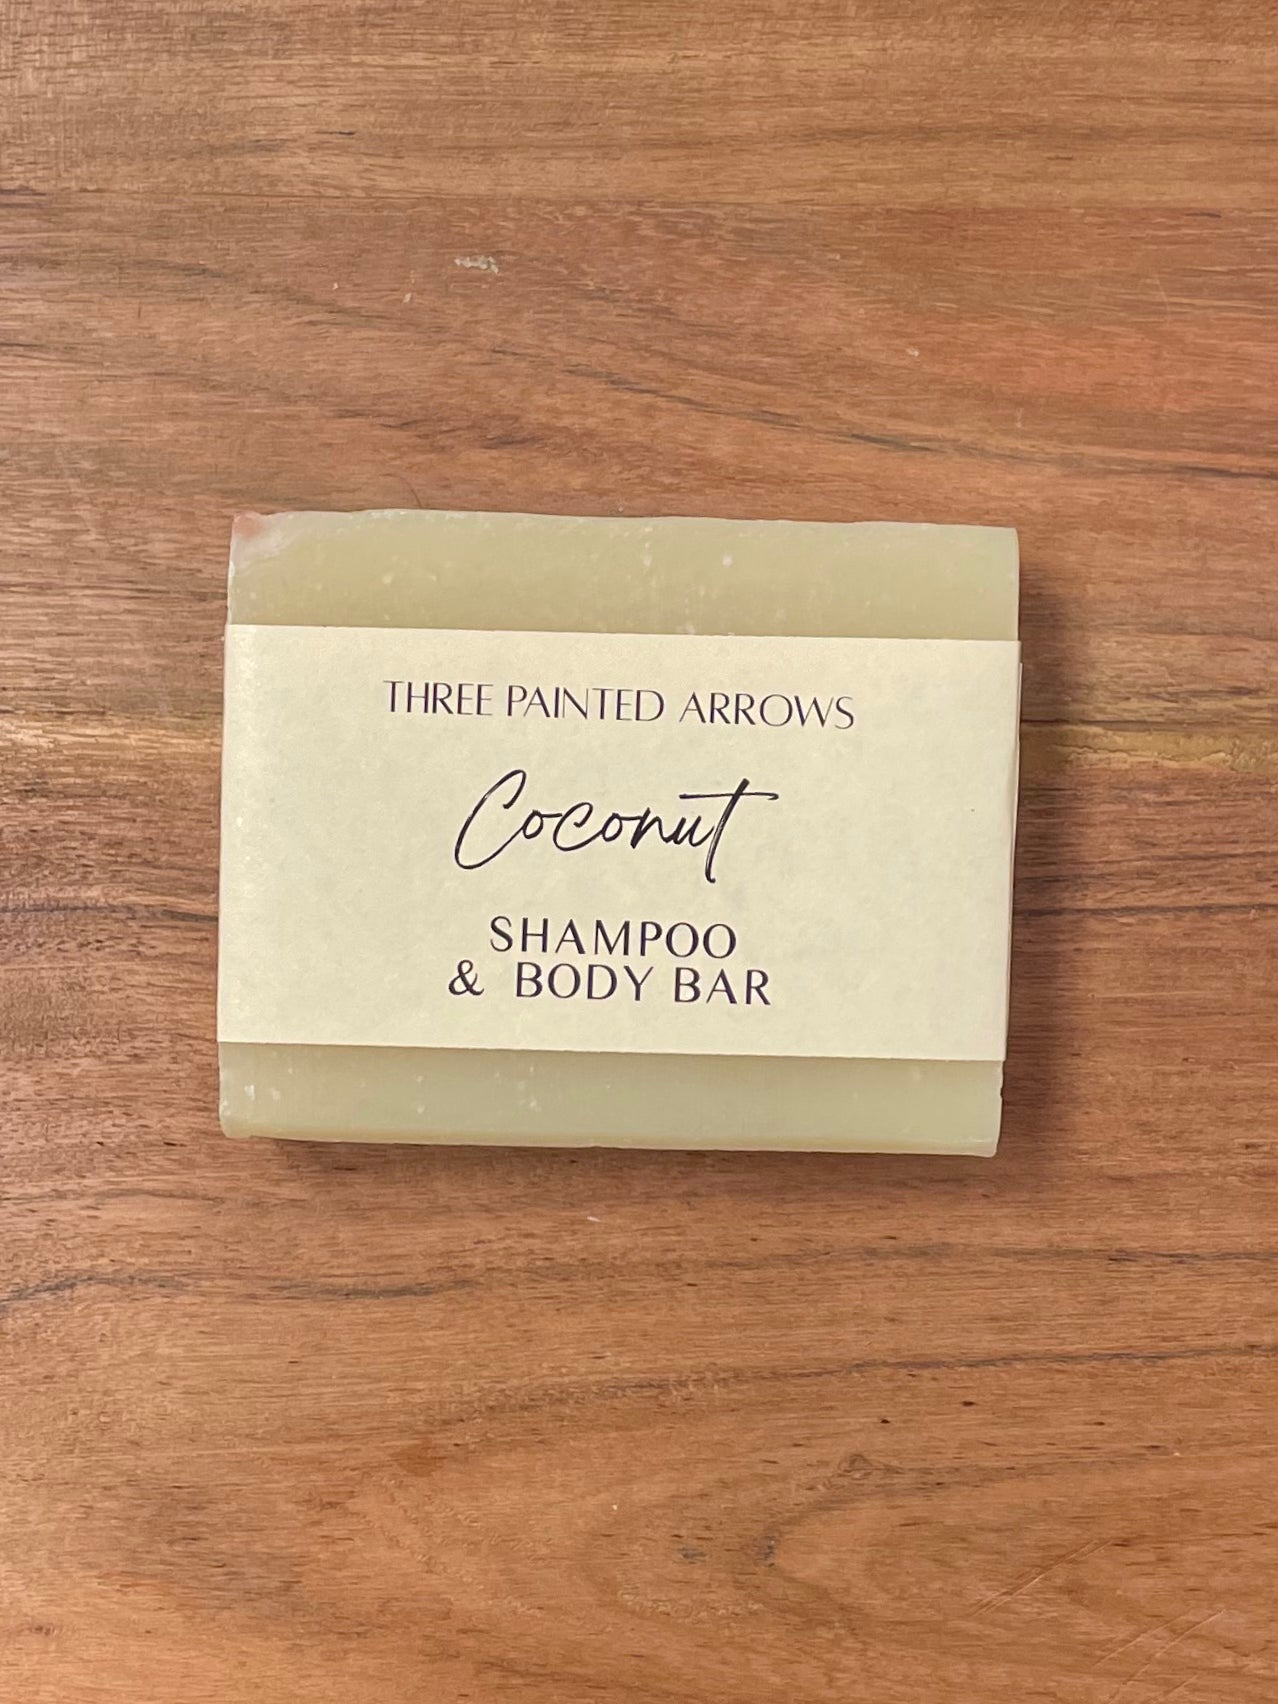 THREE PAINTED ARROWS
Coconut
SHAMPOO
& BODY BAR